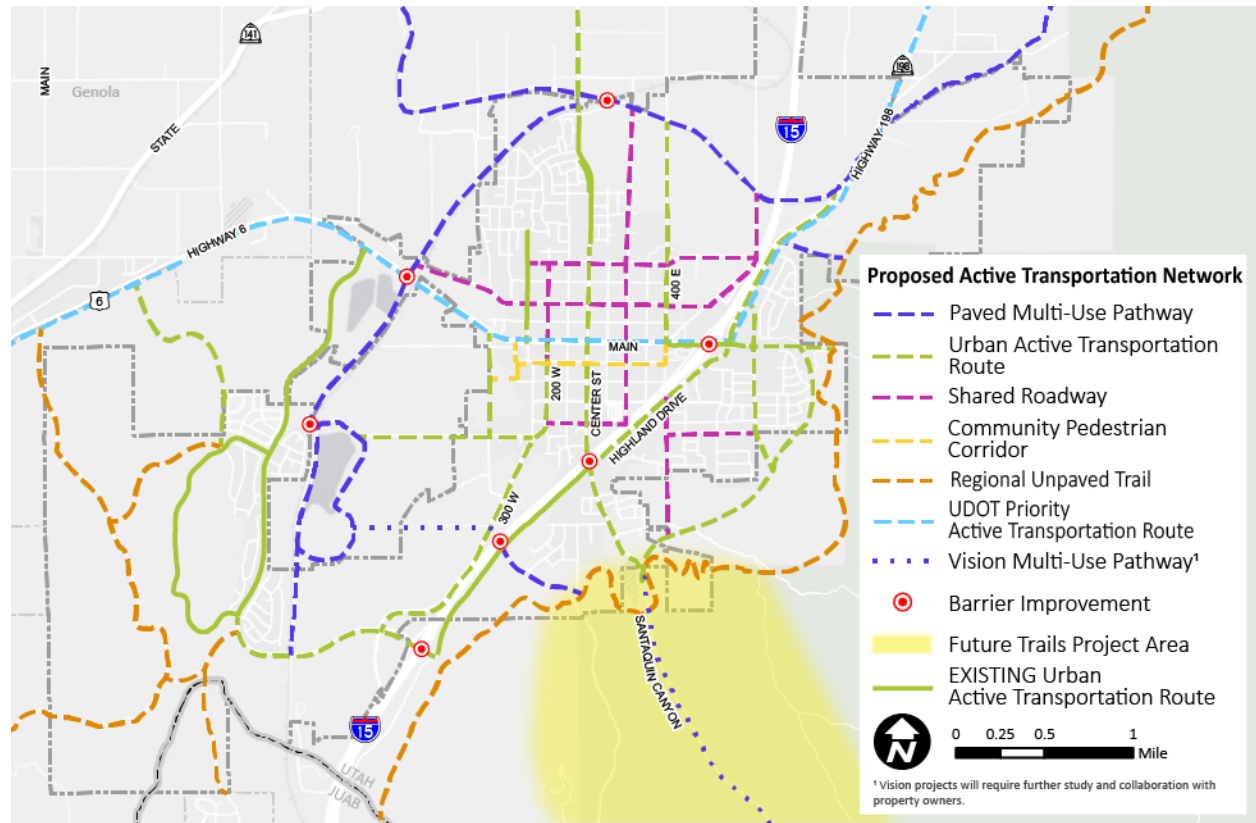 141
MAIN
Genola
STATE
198
15
HIGHWAY 198
HIGHWAY 6
6
400 E
MAIN
200 W
CENTER ST
HIGHLAND DRIVE
300 W
SANTAQUIN CANYON
15
UTAH
JUAB
Proposed Active Transportation Network
Paved Multi-Use Pathway
Urban Active Transportation
Route
Shared Roadway
Community Pedestrian
Corridor
Regional Unpaved Trail
UDOT Priority
Active Transportation Route
Vision Multi-Use Pathway¹
Barrier Improvement
Future Trails Project Area
EXISTING Urban
Active Transportation Route
N
0 0.25 0.5 1
Mile
¹ Vision projects will require further study and collaboration with
property owners.